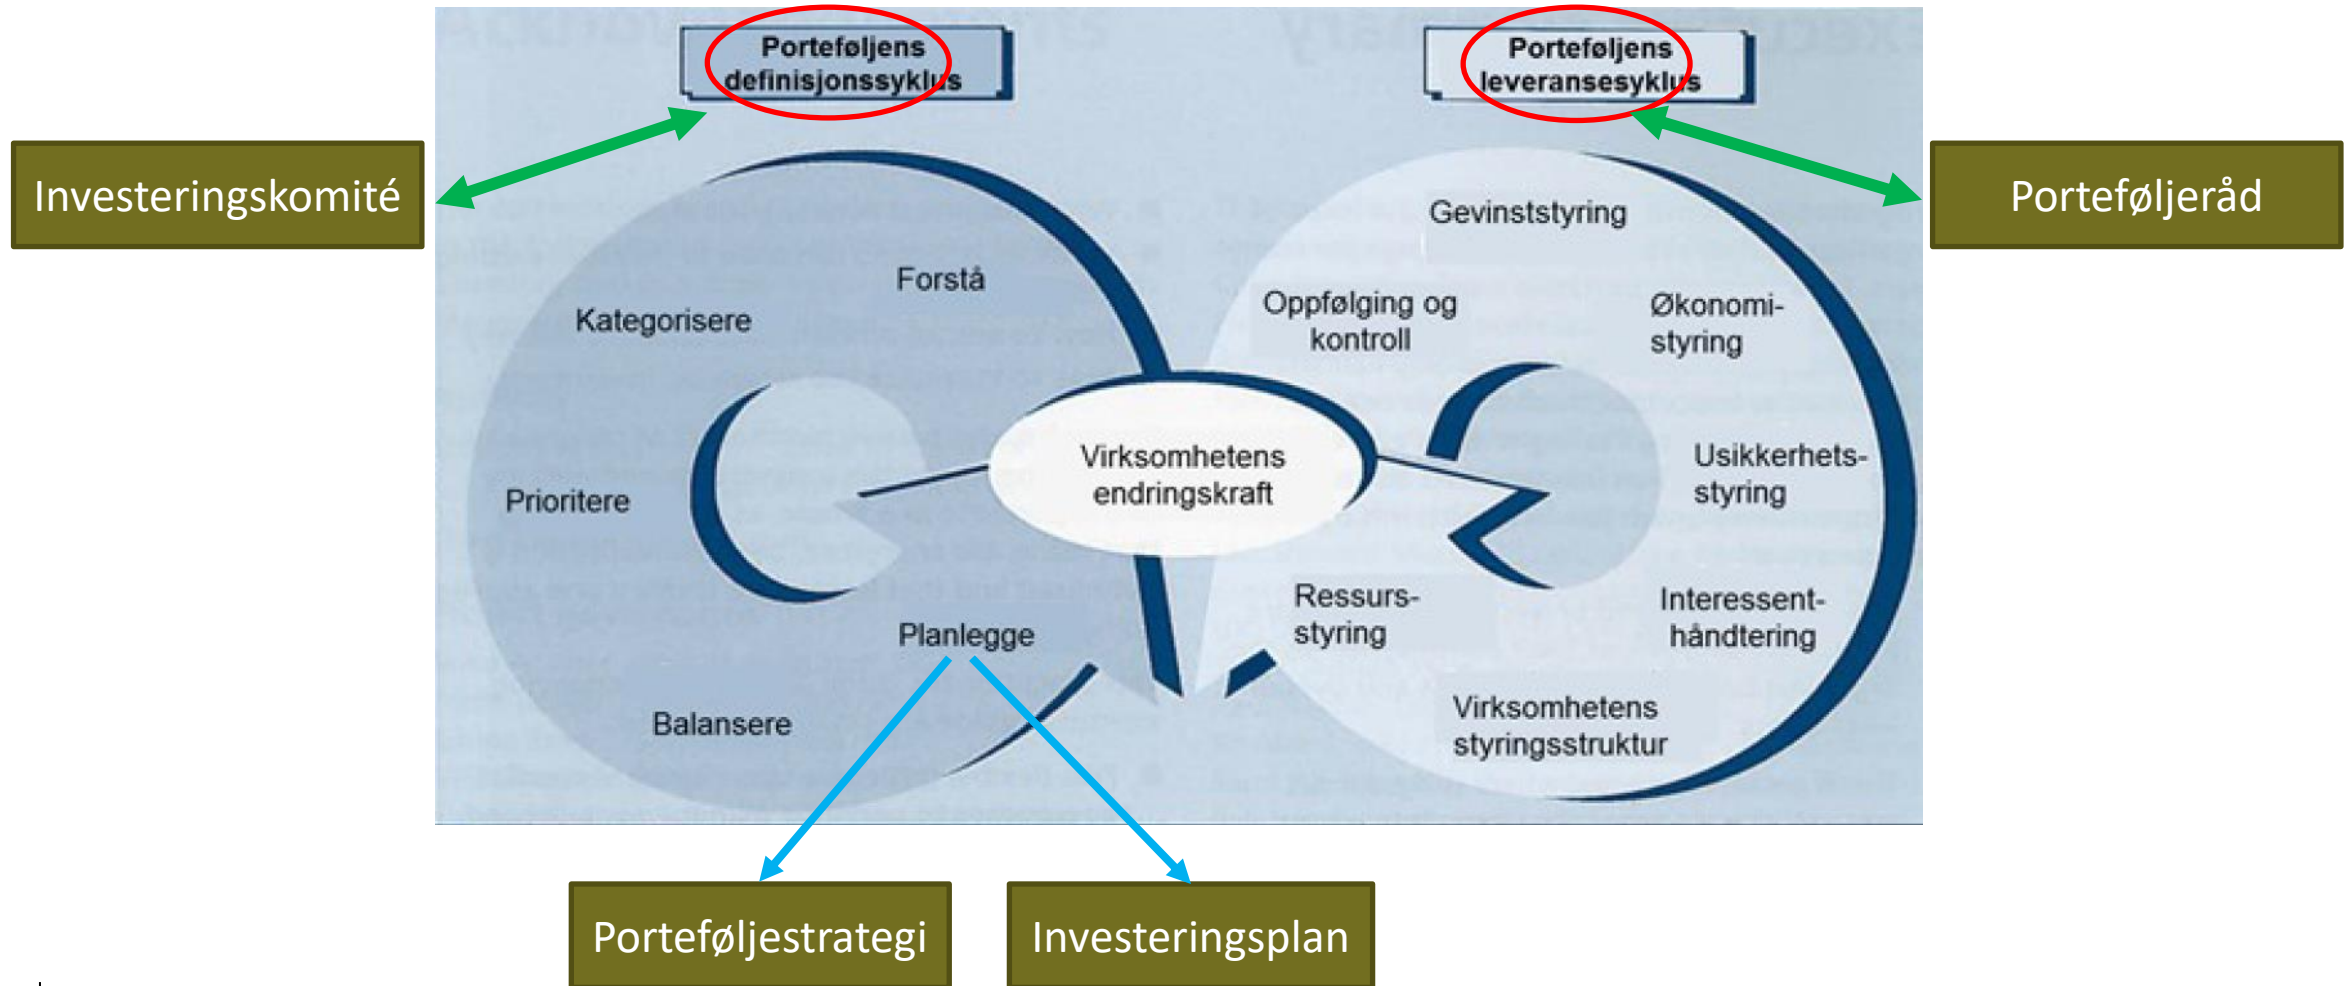 Porteføljens
definisjonssyklus
Porteføljens
leveransesyklus
Investeringskomité
Porteføljeråd
Forstå
Kategorisere
Prioritere
Balansere
Planlegge
Virksomhetens
endringskraft
Gevinststyring
Oppfølging og
kontroll
Økonomi-
styring
Usikkerhets-
styring
Interessent-
håndtering
Ressurs-
styring
Virksomhetens
styringsstruktur
Porteføljestrategi
Investeringsplan